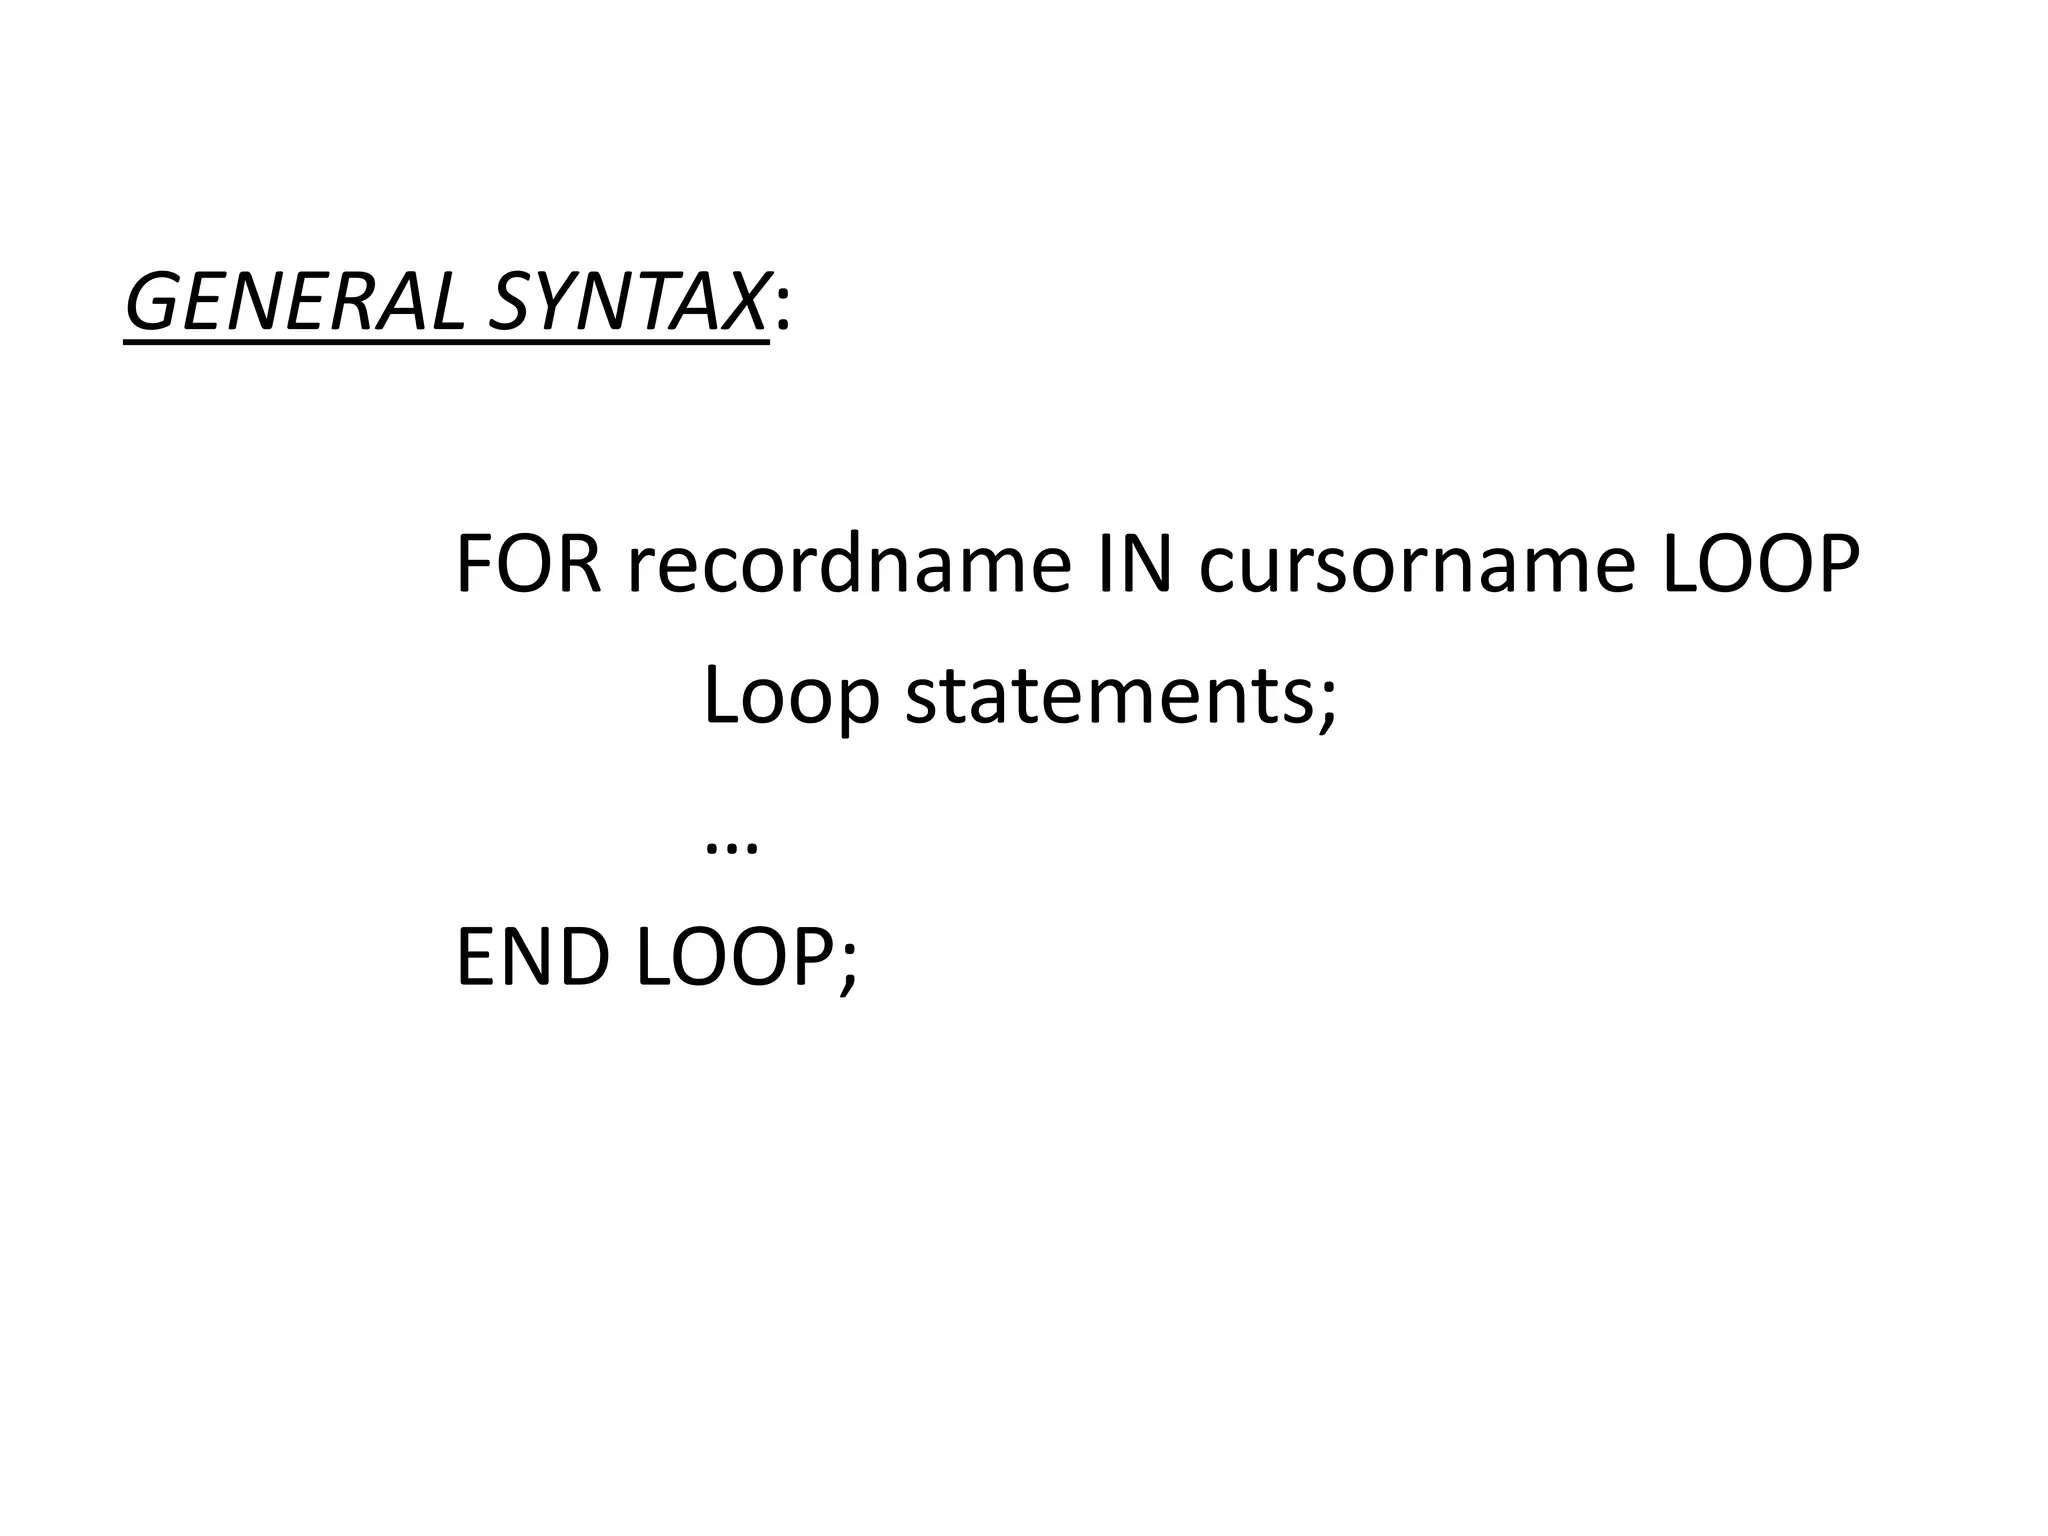 GENERAL SYNTAX:
FOR recordname IN cursorname LOOP
Loop statements;
…
END LOOP;